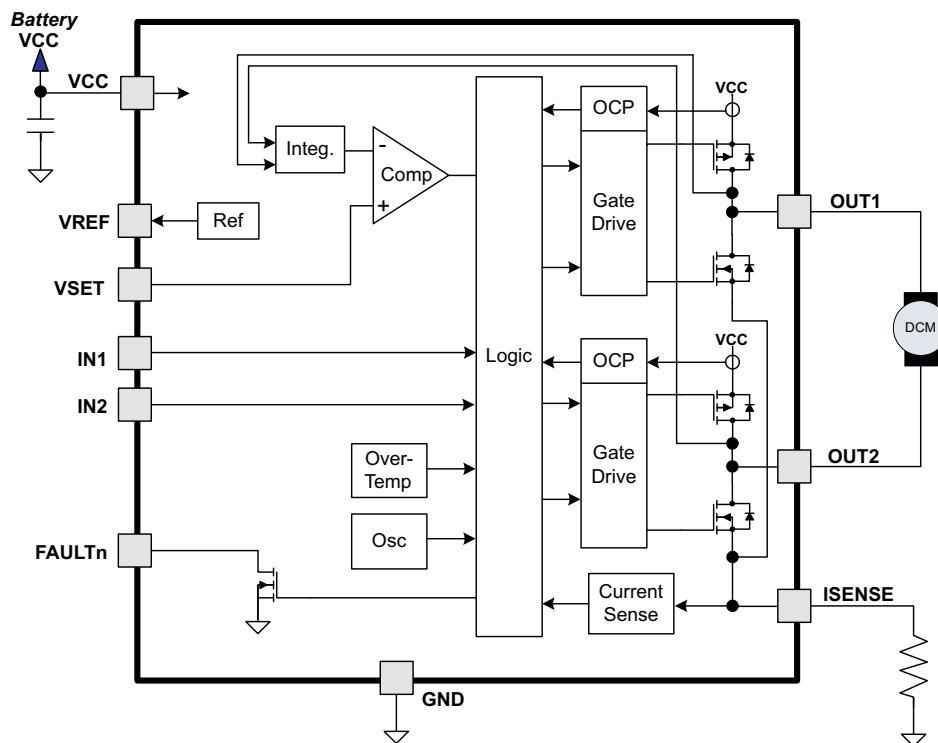 Battery
VCC
VCC
VREF
Ref
VSET
IN1
IN2
FAULTn
GND
Integ.
-
Comp
+
Over-
Temp
Osc
Logic
OCP
Gate
Drive
VCC
OCP
Gate
Drive
VCC
Current
Sense
OUT1
DCM
OUT2
ISENSE